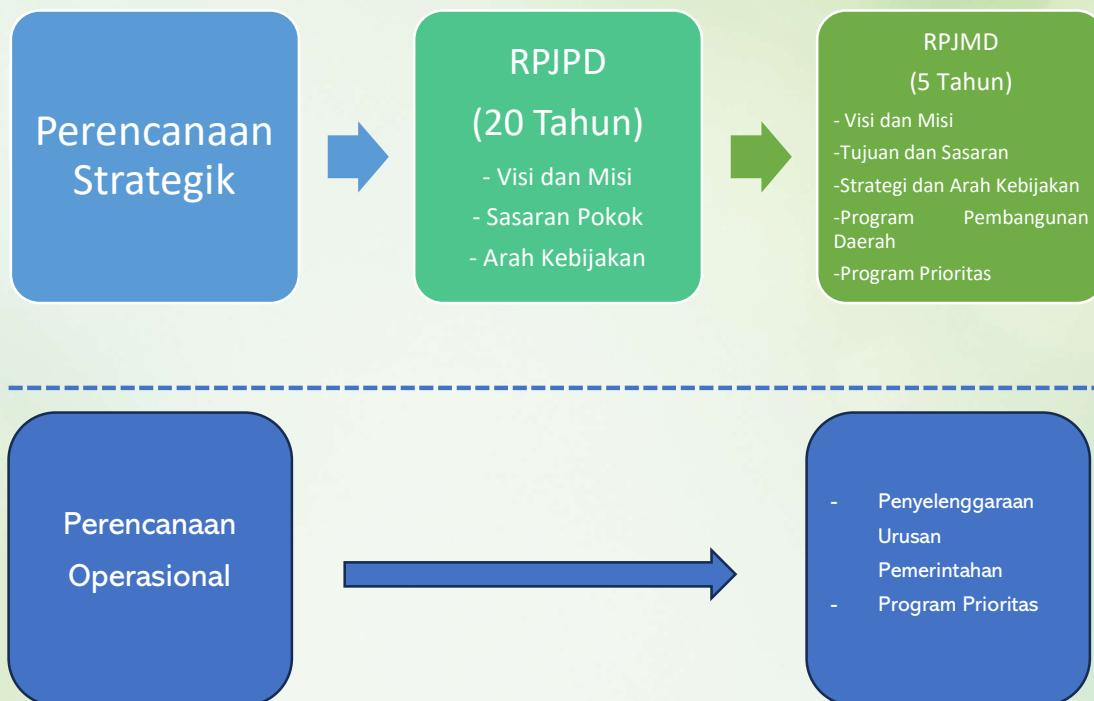 Perencanaan
Strategik
RPJPD
(20 Tahun)
- Visi dan Misi
- Sasaran Pokok
- Arah Kebijakan
RPJMD
(5 Tahun)
- Visi dan Misi
-Tujuan dan Sasaran
-Strategi dan Arah Kebijakan
-Program Pembangunan
Daerah
-Program Prioritas
Perencanaan
Operasional
- Penyelenggaraan
Urusan
Pemerintahan
- Program Prioritas